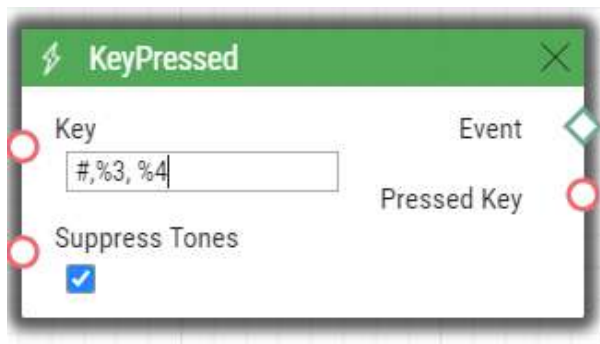 KeyPressed
Key
Event
#,%3, %4
Pressed Key
Suppress Tones